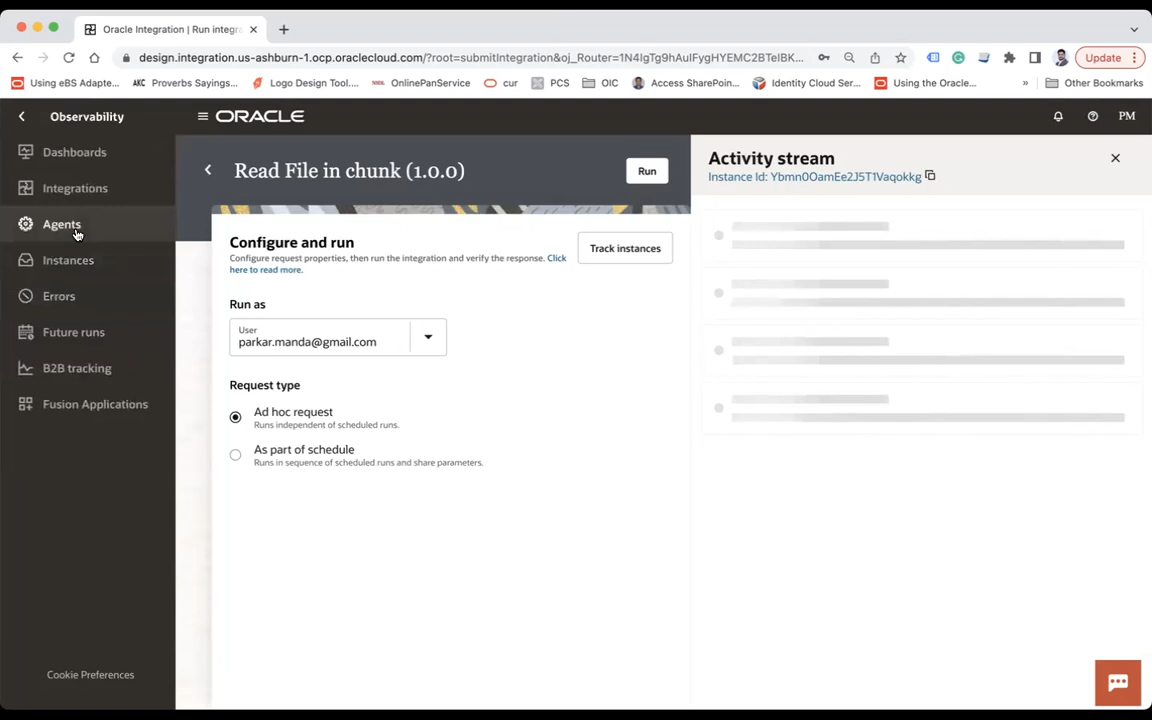 Oracle Integration | Run integr
design.integration.us-ashburn-1.ocp.oraclecloud.com/?root=submitIntegration&oj_Router=1N4IgTg9hAuIFygHYEMC2BTeIBK...
Update
Using eBS Adapte...
AKC Proverbs Sayings...
Logo Design Tool....
OnlinePanService
cur
PCS
OIC
Access SharePoin...
Identity Cloud Ser...
Using the Oracle...
»
Other Bookmarks
Observability
ORACLE
PM
Dashboards
Integrations
Agents
Instances
Errors
Future runs
B2B tracking
Fusion Applications
Cookie Preferences
Read File in chunk (1.0.0)
Run
Configure and run
Configure request properties, then run the integration and verify the response. Click
here to read more.
Track instances
Run as
User
parkar.manda@gmail.com
Request type
Ad hoc request
Runs independent of scheduled runs.
As part of schedule
Runs in sequence of scheduled runs and share parameters.
Activity stream
Instance Id: Ybmn0OamEe2J5T1Vaqokkg